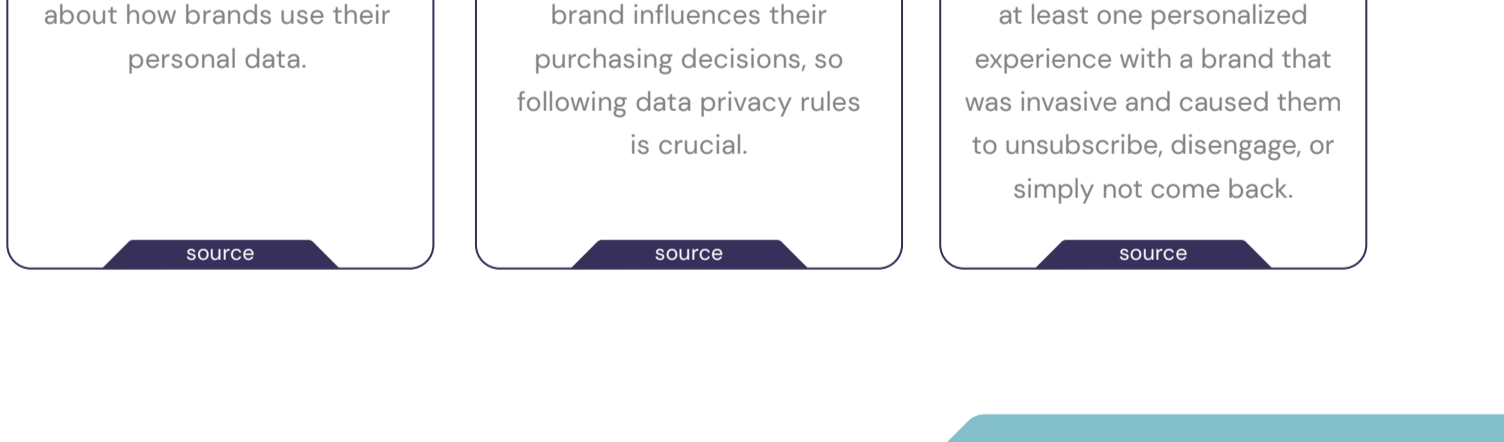 about how brands use their
personal data.
source
brand influences their
purchasing decisions, so
following data privacy rules
is crucial.
source
at least one personalized
experience with a brand that
was invasive and caused them
to unsubscribe, disengage, or
simply not come back.
source